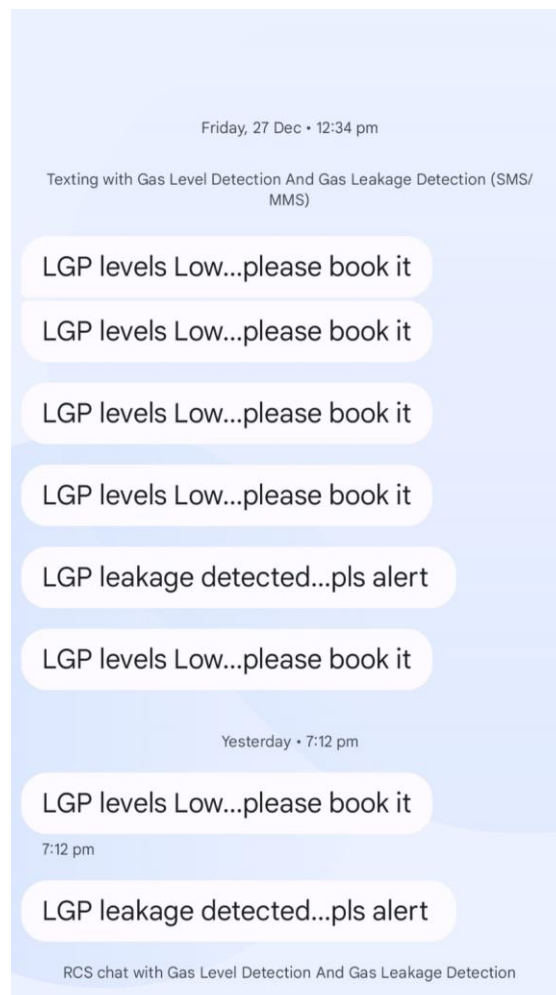 Friday, 27 Dec • 12:34 pm
Texting with Gas Level Detection And Gas Leakage Detection (SMS/
MMS)
LGP levels Low...please book it
LGP levels Low...please book it
LGP levels Low...please book it
LGP levels Low...please book it
LGP leakage detected...pls alert
LGP levels Low...please book it
Yesterday • 7:12 pm
LGP levels Low...please book it
7:12 pm
LGP leakage detected...pls alert
RCS chat with Gas Level Detection And Gas Leakage Detection